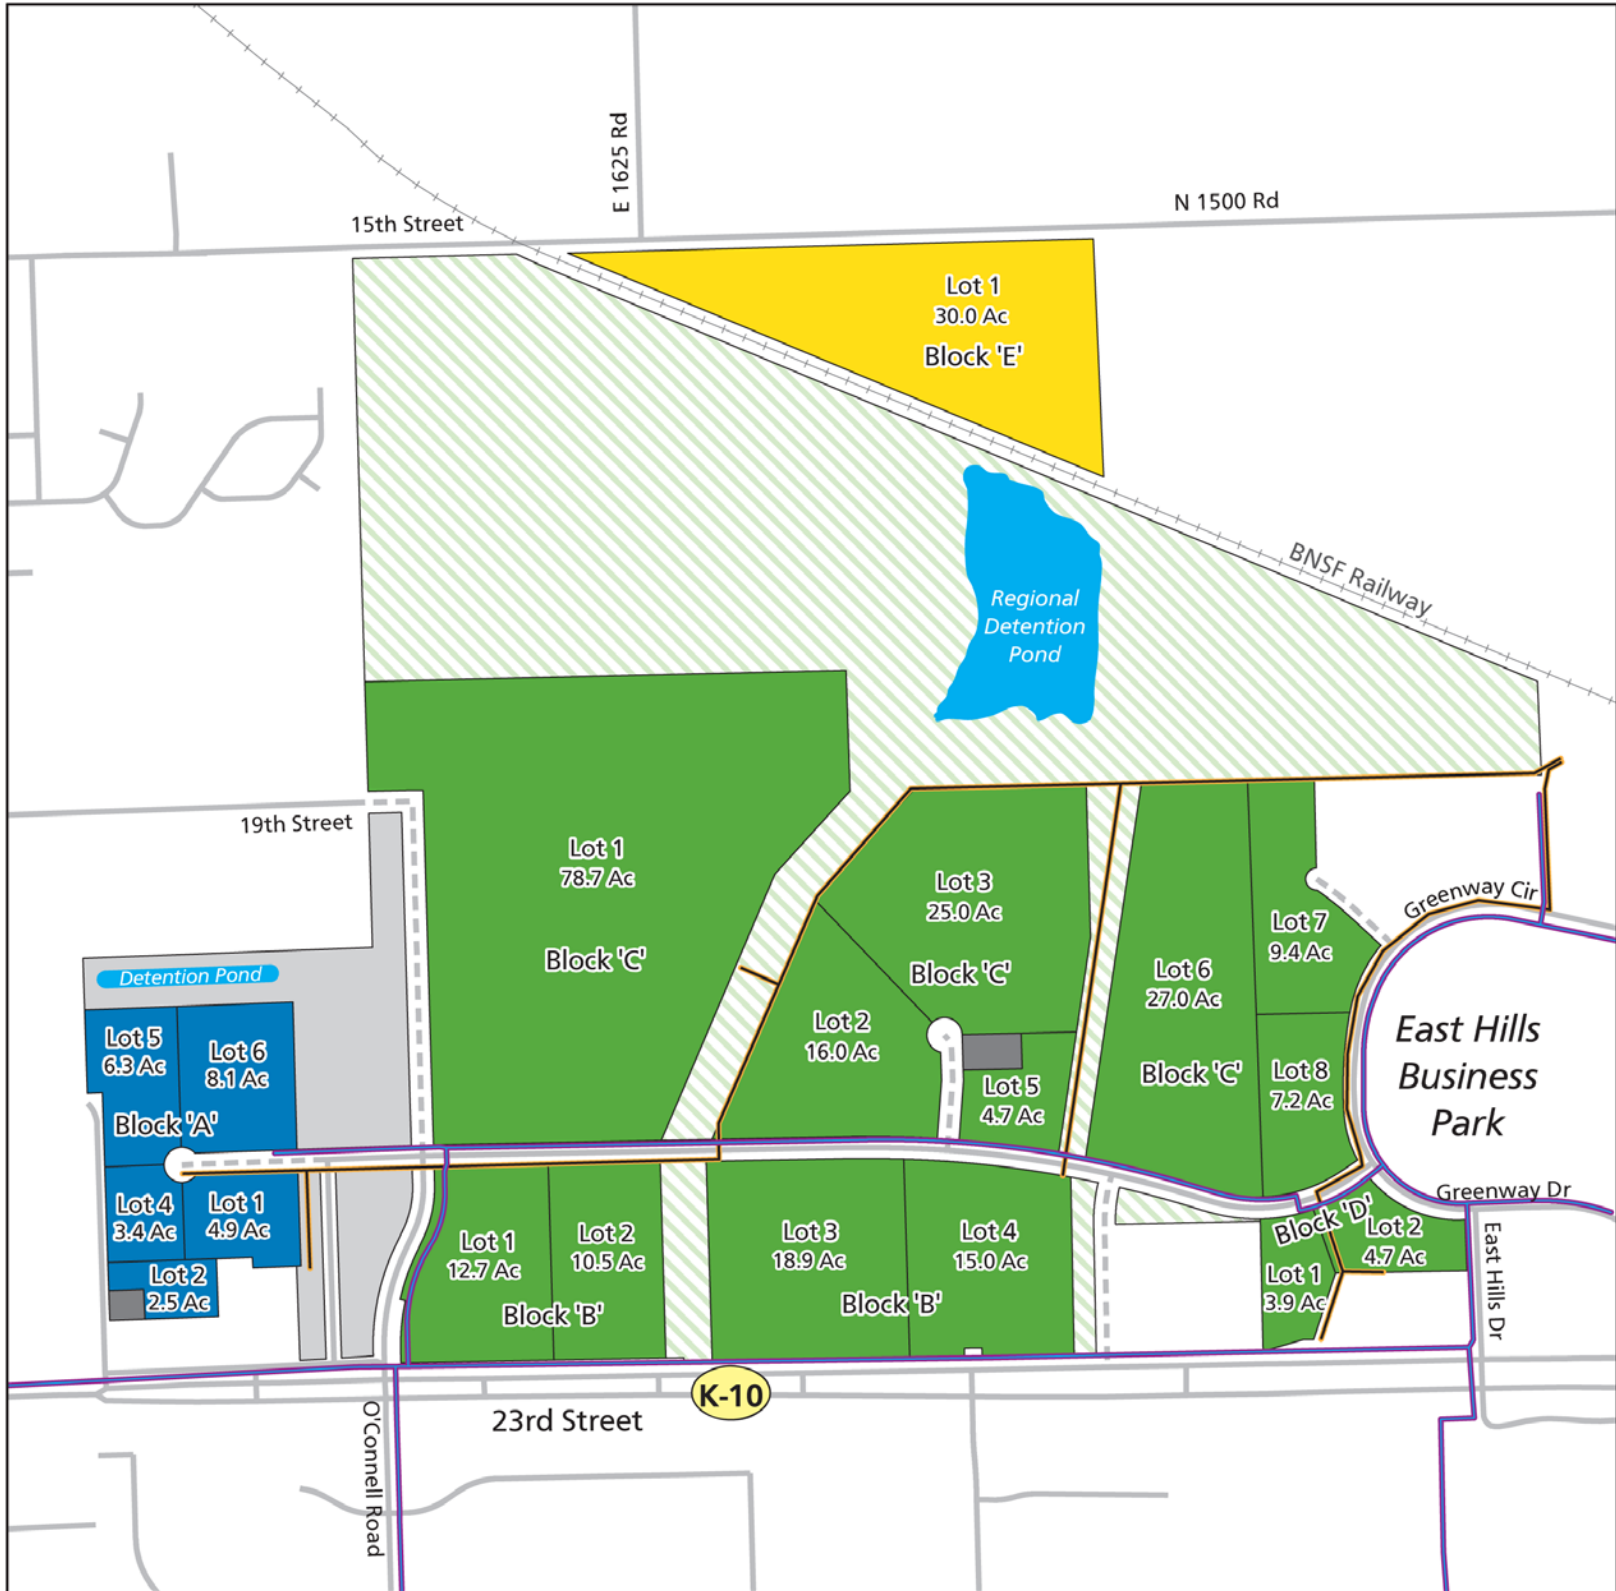 E 1625 Rd
N 1500 Rd
15th Street
Lot 1
30.0 Ac
Block 'E'
BNSF Railway
Regional
Detention
Pond
19th Street
Lot 1
78.7 Ac
Block 'C'
Lot 3
25.0 Ac
Block 'C'
Lot 2
16.0 Ac
Lot 5
4.7 Ac
Lot 6
27.0 Ac
Block 'C'
Lot 7
9.4 Ac
Lot 8
7.2 Ac
Greenway Cir
East Hills
Business
Park
Greenway Dr
Detention Pond
Lot 5
6.3 Ac
Lot 6
8.1 Ac
Block 'A'
Lot 4
3.4 Ac
Lot 1
4.9 Ac
Lot 2
2.5 Ac
Lot 1
12.7 Ac
Lot 2
10.5 Ac
Block 'B'
Lot 3
18.9 Ac
Lot 4
15.0 Ac
Block 'B'
Block 'D'
Lot 2
4.7 Ac
Lot 1
3.9 Ac
East Hills Dr
K-10
23rd Street
O'Connell Road